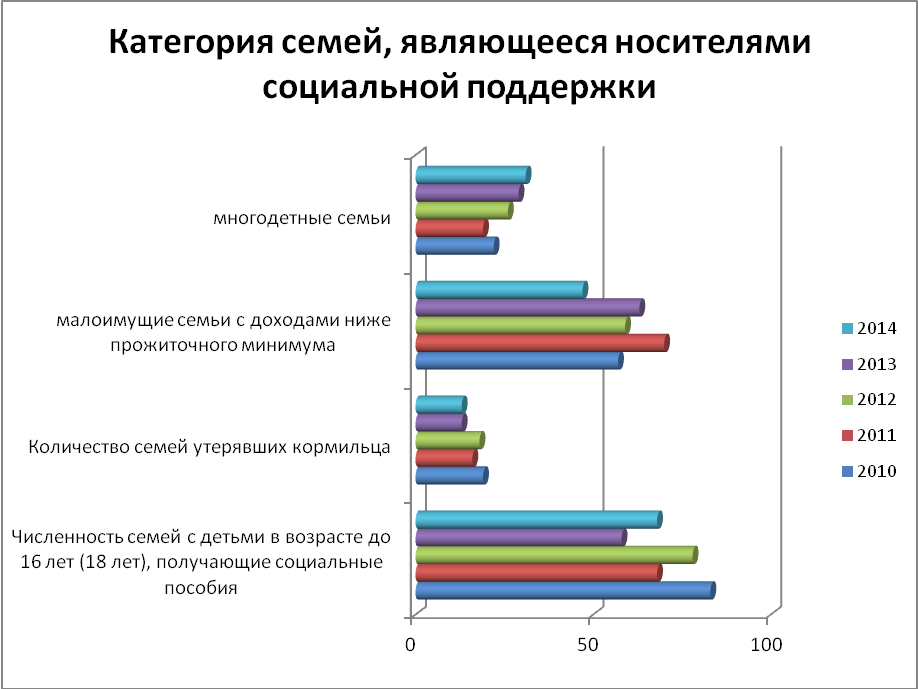 Категория семей, являющееся носителями
социальной поддержки
многодетные семьи
малоимущие семьи с доходами ниже
прожиточного минимума
Количество семей утерявших кормильца
Численность семей с детьми в возрасте до
16 лет (18 лет), получающие социальные
пособия
0
50
100
2014
2013
2012
2011
2010